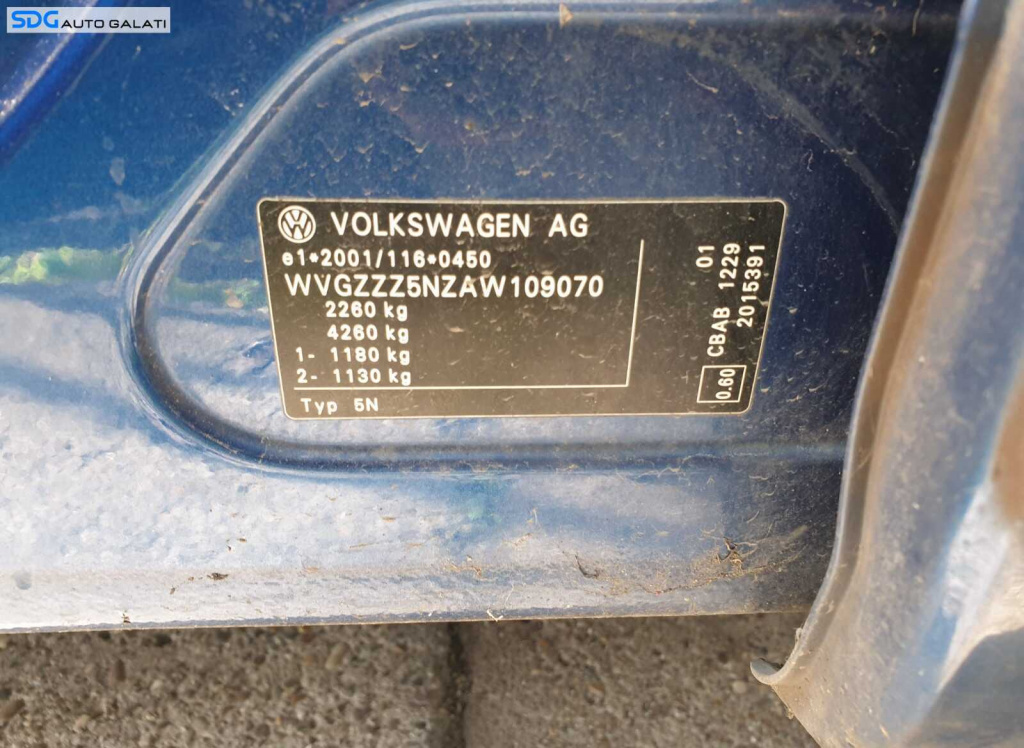 SDG AUTO GALATI
VOLKSWAGEN AG
e1*2001/116*0450
WVGZZZ5NZAW109070
2260 kg
4260 kg
1- 1180 kg
2- 1130 kg
Typ 5N
01
CBAB 1229
2015391
0.60